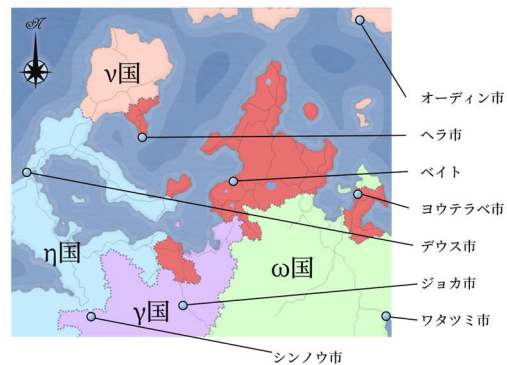 N
ν国
オーディン市
ヘラ市
ベイト
ヨウテラベ市
デウス市
η国
ω国
ジョカ市
γ国
ワタツミ市
シンノウ市